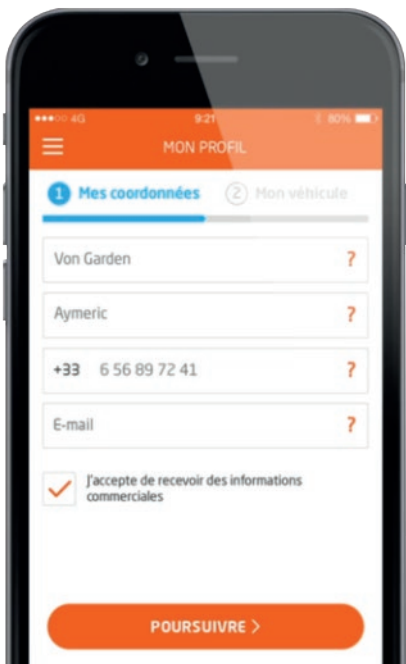 4G 9:21 80%
MON PROFIL
1 Mes coordonnées 2 Mon véhicule
Von Garden ?
Aymeric ?
+33 6 56 89 72 41 ?
E-mail ?
J'accepte de recevoir des informations
commerciales
POURSUIVRE >